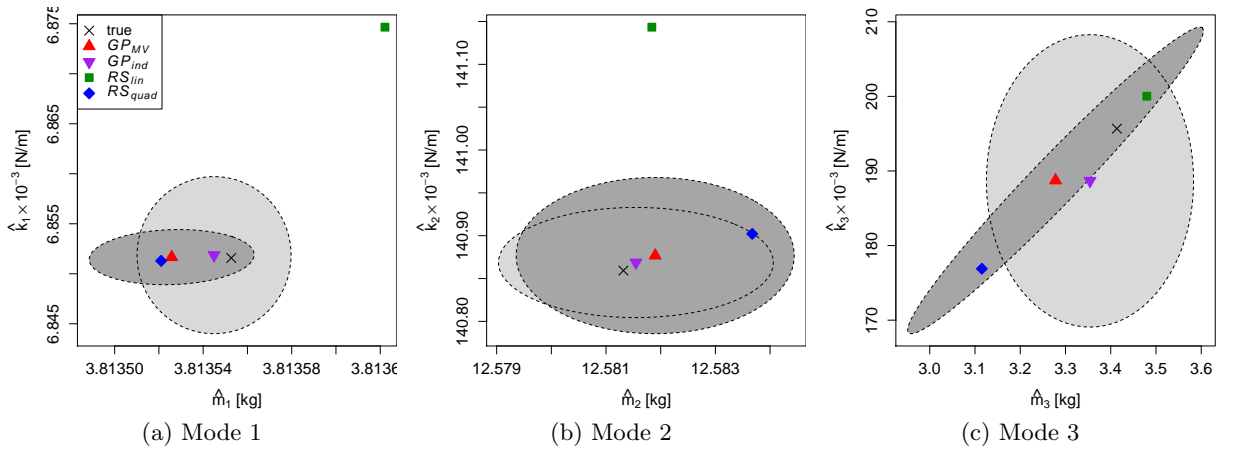 true
GP_MV
GP_ind
RS_lin
RS_quad
6.875
6.865
6.855
6.845
k̂₁ × 10⁻³ [N/m]
3.81350 3.81354 3.81358 3.8136
m̂₁ [kg]
(a) Mode 1
141.10
141.00
140.90
140.80
k̂₂ × 10⁻³ [N/m]
12.579 12.581 12.583
m̂₂ [kg]
(b) Mode 2
210
200
190
180
170
k̂₃ × 10⁻³ [N/m]
3.0 3.1 3.2 3.3 3.4 3.5 3.6
m̂₃ [kg]
(c) Mode 3